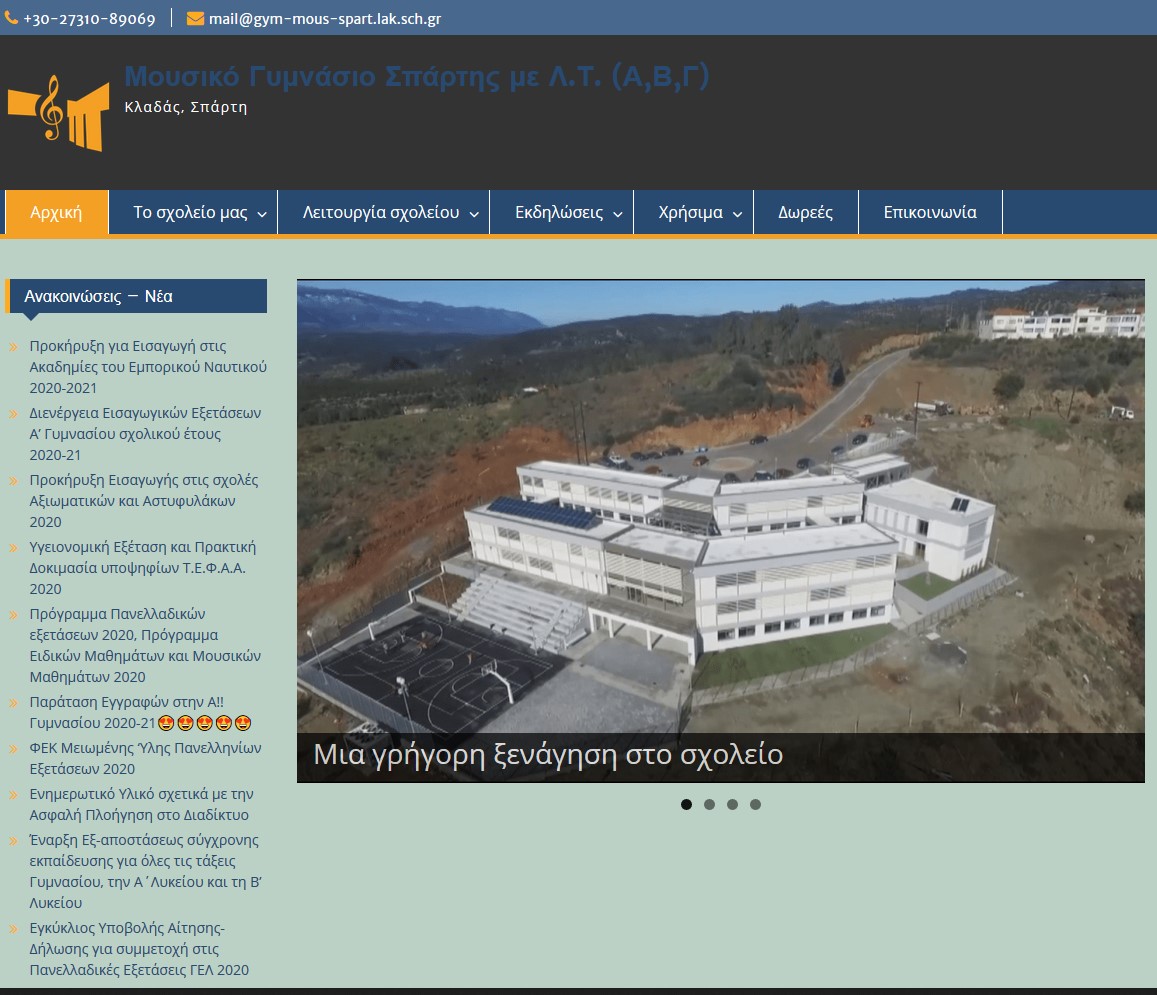 +30-27310-89069
mail@gym-mous-spart.lak.sch.gr
Μουσικό Γυμνάσιο Σπάρτης με Λ.Τ. (Α,Β,Γ)
Κλαδάς, Σπάρτη
Αρχική Το σχολείο μας Λειτουργία σχολείου Εκδηλώσεις Χρήσιμα Δωρεές Επικοινωνία
Ανακοινώσεις – Νέα
Προκήρυξη για Εισαγωγή στις
Ακαδημίες του Εμπορικού Ναυτικού
2020-2021
Διενέργεια Εισαγωγικών Εξετάσεων
Α’ Γυμνασίου σχολικού έτους
2020-21
Προκήρυξη Εισαγωγής στις σχολές
Αξιωματικών και Αστυφυλάκων
2020
Υγειονομική Εξέταση και Πρακτική
Δοκιμασία υποψηφίων Τ.Ε.Φ.Α.Α.
2020
Πρόγραμμα Πανελλαδικών
εξετάσεων 2020, Πρόγραμμα
Ειδικών Μαθημάτων και Μουσικών
Μαθημάτων 2020
Παράταση Εγγραφών στην Α!!
Γυμνασίου 2020-21🤩🤩🤩🤩🤩
ΦΕΚ Μειωμένης Ύλης Πανελληνίων
Εξετάσεων 2020
Ενημερωτικό Υλικό σχετικά με την
Ασφαλή Πλοήγηση στο Διαδίκτυο
Έναρξη Εξ-αποστάσεως σύγχρονης
εκπαίδευσης για όλες τις τάξεις
Γυμνασίου, την Α΄Λυκείου και τη Β’
Λυκείου
Εγκύκλιος Υποβολής Αίτησης-
Δήλωσης για συμμετοχή στις
Πανελλαδικές Εξετάσεις ΓΕΛ 2020
Μια γρήγορη ξενάγηση στο σχολείο